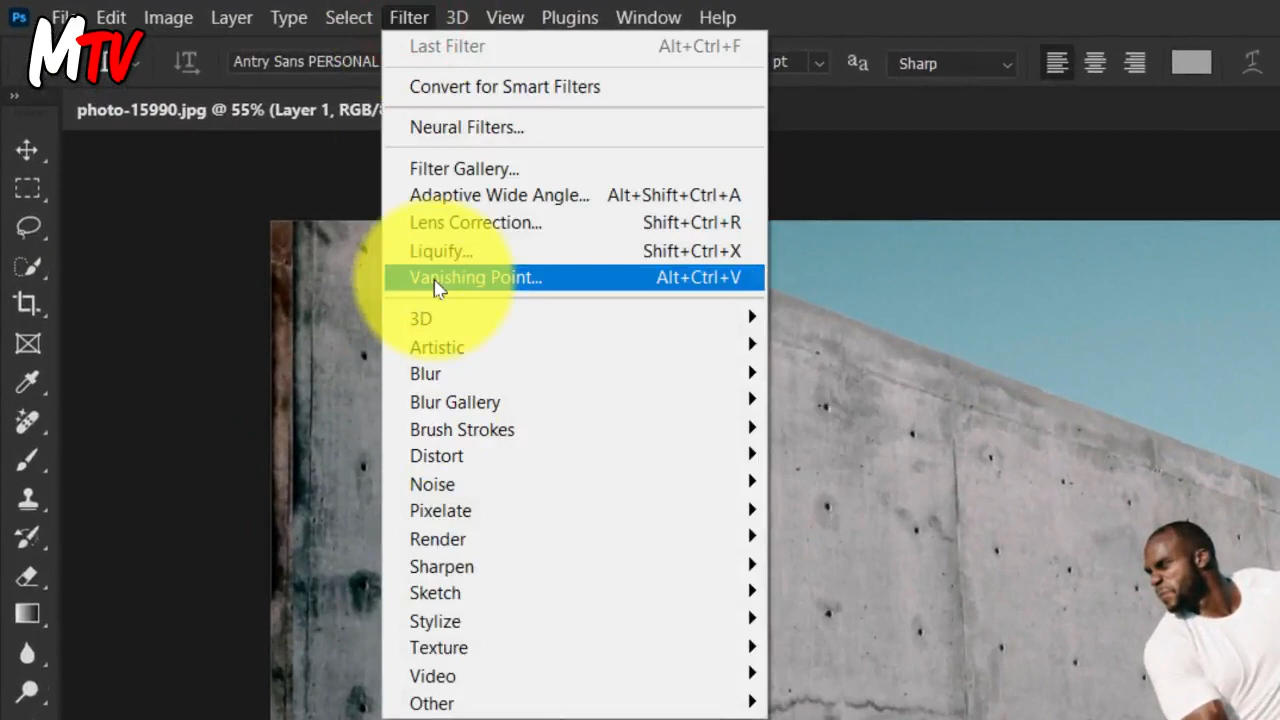 Ps File Edit Image Layer Type Select Filter 3D View Plugins Window Help
MTV
Antry Sans PERSONAL
pt
aa
Sharp
photo-15990.jpg @ 55% (Layer 1, RGB/8
Last Filter Alt+Ctrl+F
Convert for Smart Filters
Neural Filters...
Filter Gallery...
Adaptive Wide Angle... Alt+Shift+Ctrl+A
Lens Correction... Shift+Ctrl+R
Liquify... Shift+Ctrl+X
Vanishing Point... Alt+Ctrl+V
3D
Artistic
Blur
Blur Gallery
Brush Strokes
Distort
Noise
Pixelate
Render
Sharpen
Sketch
Stylize
Texture
Video
Other